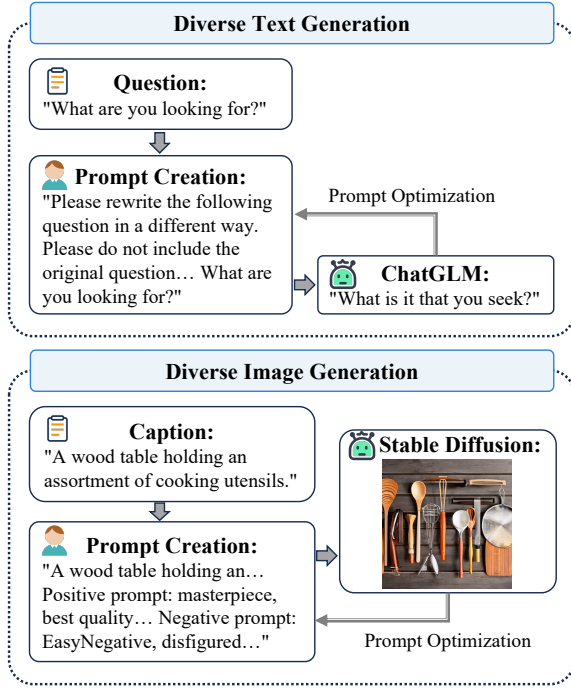 Diverse Text Generation
Question:
"What are you looking for?"
Prompt Creation:
"Please rewrite the following
question in a different way.
Please do not include the
original question… What are
you looking for?"
Prompt Optimization
ChatGLM:
"What is it that you seek?"
Diverse Image Generation
Caption:
"A wood table holding an
assortment of cooking utensils."
Prompt Creation:
"A wood table holding an…
Positive prompt: masterpiece,
best quality… Negative prompt:
EasyNegative, disfigured…"
Stable Diffusion:
Prompt Optimization